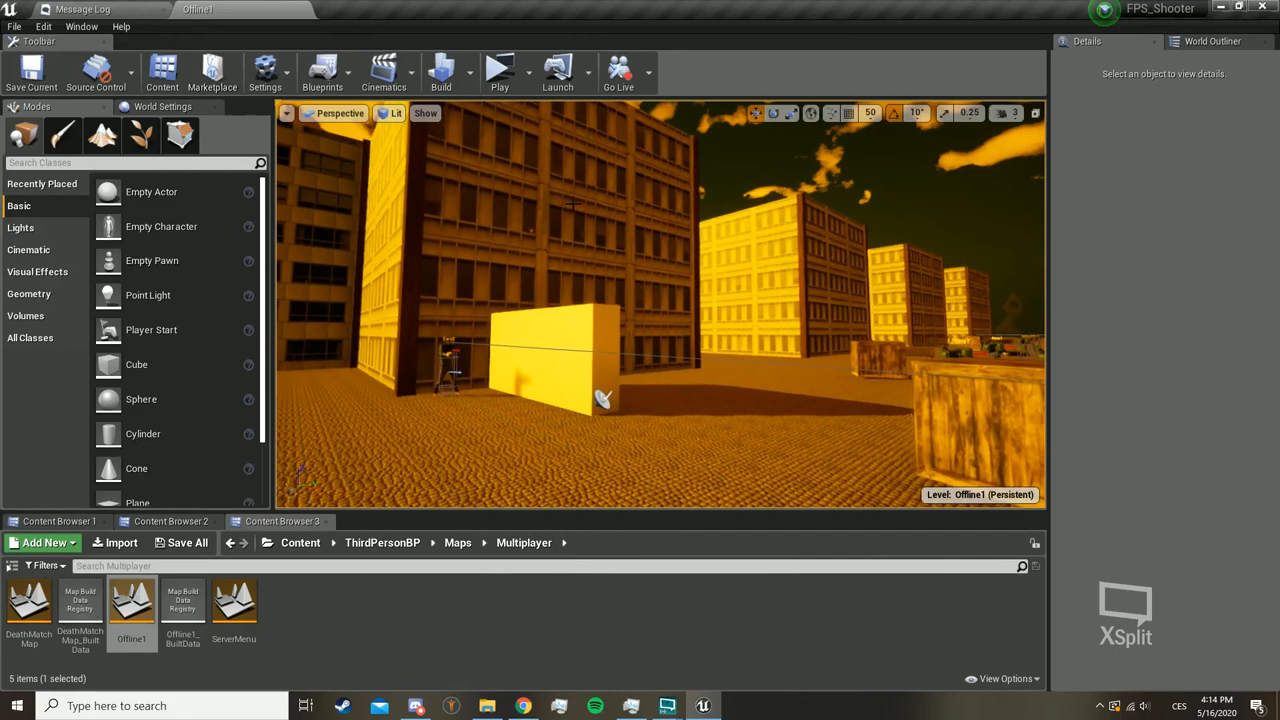 Message Log
Offline1
FPS_Shooter
File Edit Window Help
Toolbar
Details
World Outliner
Select an object to view details.
Save Current
Source Control
Content
Marketplace
Settings
Blueprints
Cinematics
Build
Play
Launch
Go Live
Modes
World Settings
Perspective
Lit
Show
50
10°
0.25
3
Search Classes
Recently Placed
Basic
Lights
Cinematic
Visual Effects
Geometry
Volumes
All Classes
Empty Actor
Empty Character
Empty Pawn
Point Light
Player Start
Cube
Sphere
Cylinder
Cone
Plane
Level: Offline1 (Persistent)
Content Browser 1
Content Browser 2
Content Browser 3
Add New
Import
Save All
Content
ThirdPersonBP
Maps
Multiplayer
Filters
Search Multiplayer
DeathMatch
Map
Map Build
Data
Registry
DeathMatch
Map_Built
Data
Offline1
Map Build
Data
Registry
Offline1_
BuiltData
ServerMenu
5 items (1 selected)
View Options
XSplit
Type here to search
CES
4:14 PM
5/16/2020
5